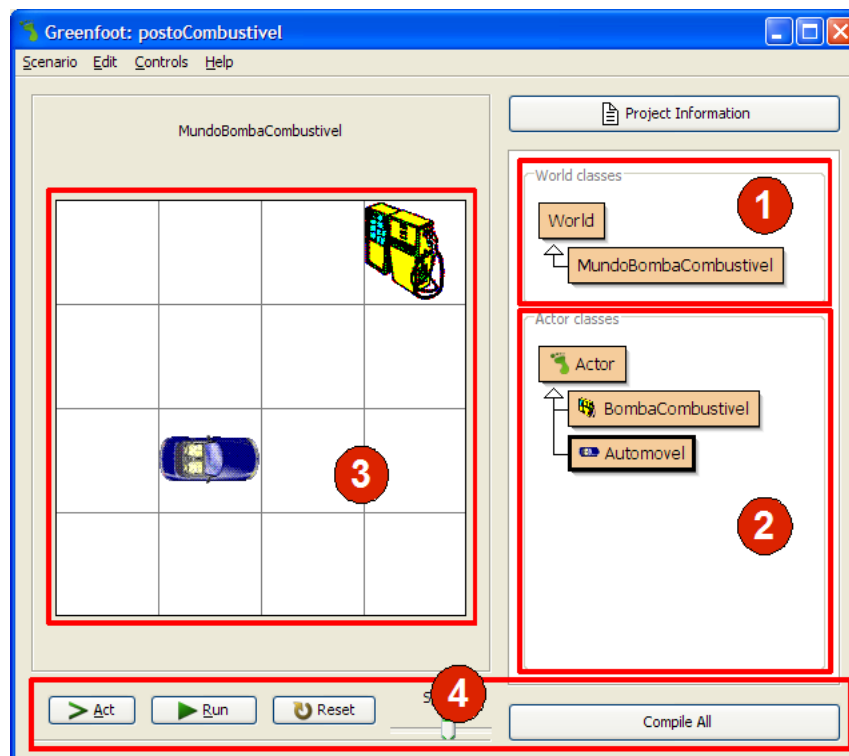 Greenfoot: postoCombustivel
Scenario Edit Controls Help
MundoBombaCombustivel
Project Information
World classes
1
World
MundoBombaCombustivel
Actor classes
Actor
BombaCombustivel
Automovel
3
2
4
Act
Run
Reset
Compile All